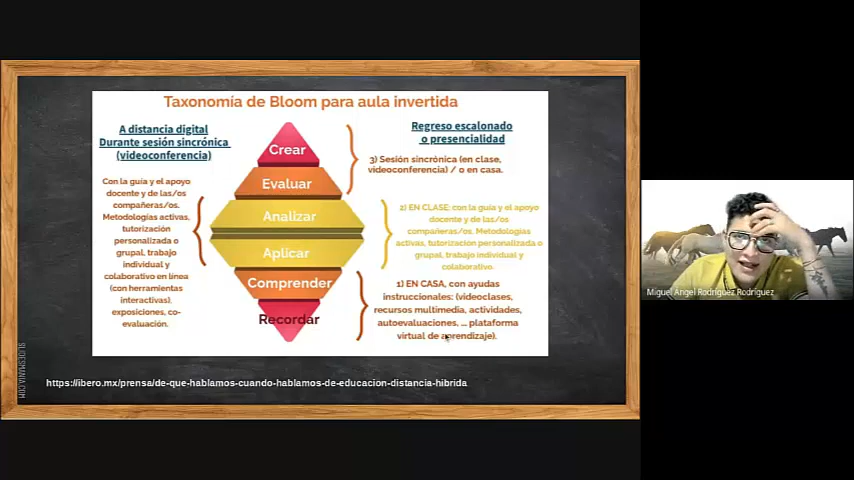 Taxonomía de Bloom para aula invertida
A distancia digital
Durante sesión sincrónica
(videoconferencia)
Con la guía y el apoyo
docente y de las/os
compañeras/os.
Metodologías activas,
tutorización
personalizada o
grupal, trabajo
individual y
colaborativo en línea
(con herramientas
interactivas).
exposiciones, co-
evaluación.
Crear
Evaluar
Analizar
Aplicar
Comprender
Recordar
Regreso escalonado
o presencialidad
3) Sesión sincrónica (en clase,
videoconferencia) / o en casa.
2) EN CLASE: con la guía y el apoyo
docente y de las/os
compañeros/os. Metodologías
activas, tutorización personalizada o
grupal, trabajo individual y
colaborativo.
1) EN CASA, con ayudas
instruccionales: (videoclases,
recursos multimedia, actividades,
autoevaluaciones, ... plataforma
virtual de aprendizaje).
https://ibero.mx/prensa/de-que-hablamos-cuando-hablamos-de-educacion-distancia-hibrida
SLIDESMANIA.COM
Miguel Angel Rodríguez Rodríguez